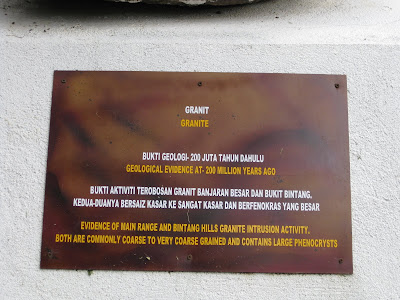 GRANIT
GRANITE
BUKTI GEOLOGI- 200 JUTA TAHUN DAHULU
GEOLOGICAL EVIDENCE AT- 200 MILLION YEARS AGO
BUKTI AKTIVITI TEROBOSAN GRANIT BANJARAN BESAR DAN BUKIT BINTANG.
KEDUA-DUANYA BERSAIZ KASAR KE SANGAT KASAR DAN BERFENOKRAS YANG BESAR
EVIDENCE OF MAIN RANGE AND BINTANG HILLS GRANITE INTRUSION ACTIVITY.
BOTH ARE COMMONLY COARSE TO VERY COARSE GRAINED AND CONTAINS LARGE PHENOCRYSTS